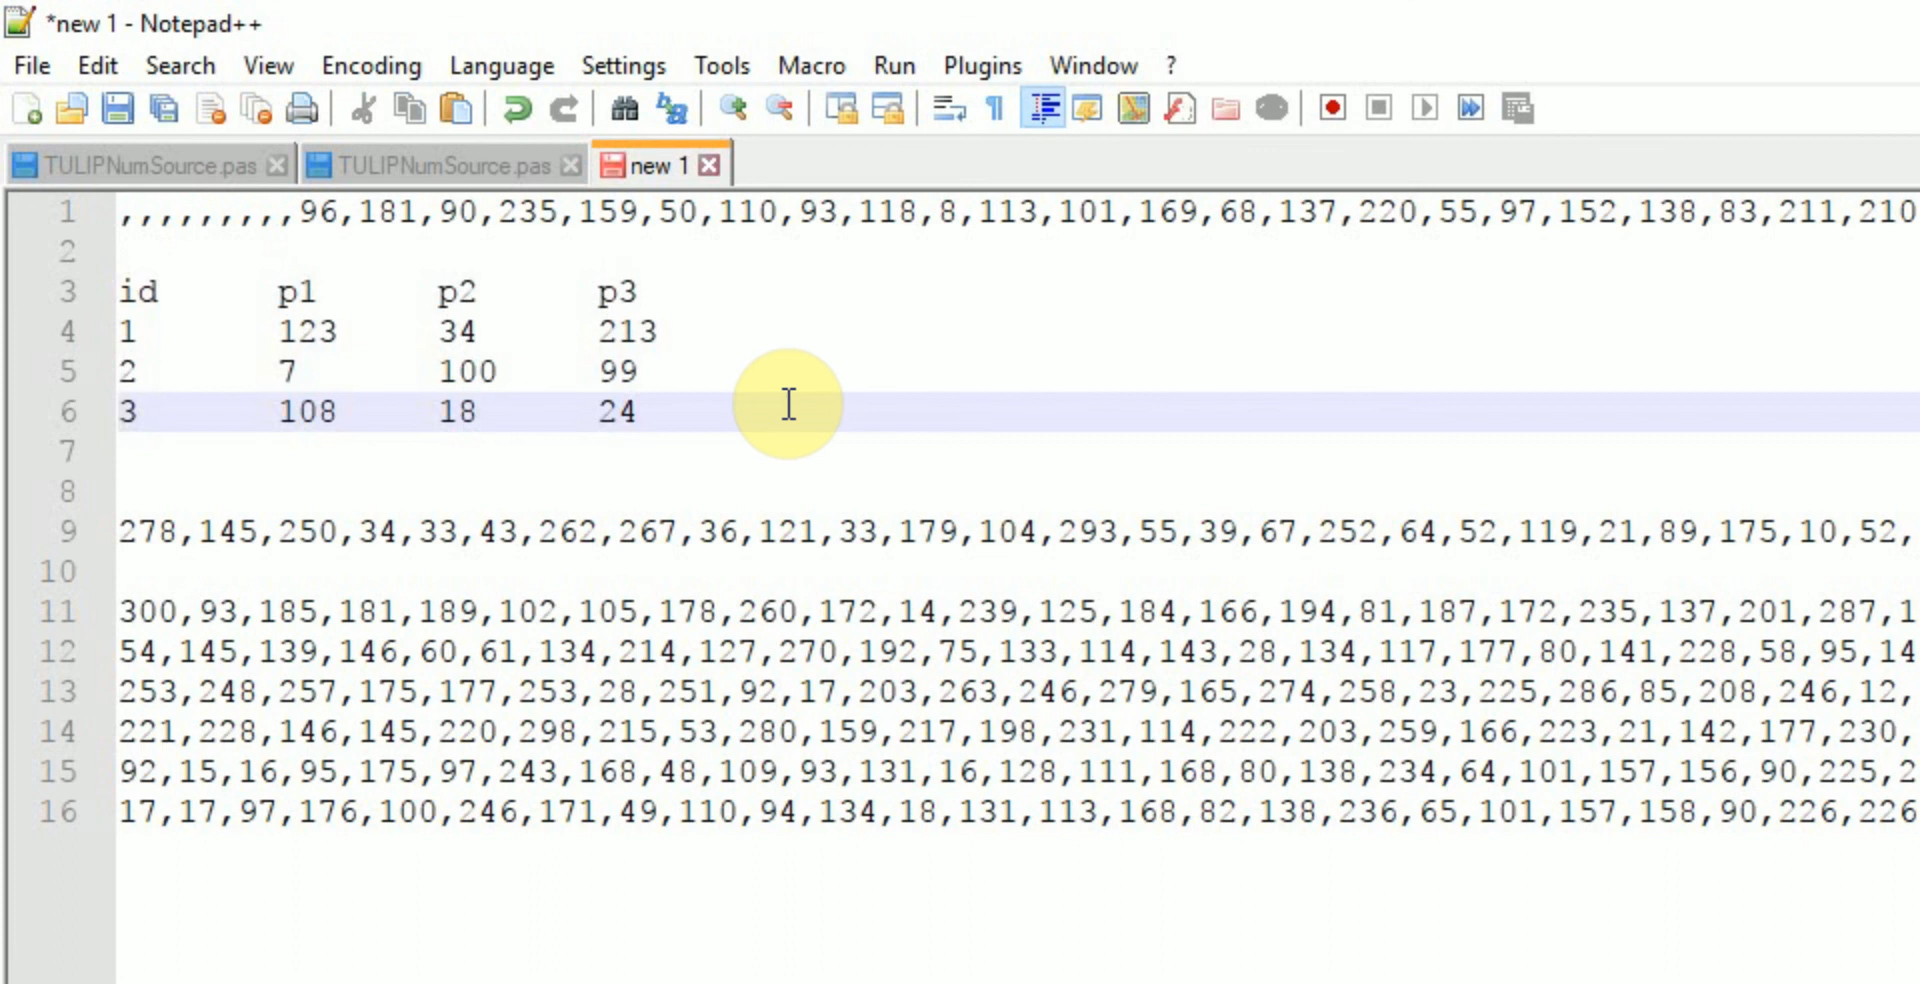 *new 1 - Notepad++
File Edit Search View Encoding Language Settings Tools Macro Run Plugins Window ?
TULIPNumSource.pas TULIPNumSource.pas new 1
1 ,,,,,,,,,96,181,90,235,159,50,110,93,118,8,113,101,169,68,137,220,55,97,152,138,83,211,210
2
3 id p1 p2 p3
4 1 123 34 213
5 2 7 100 99
6 3 108 18 24
7
8
9 278,145,250,34,33,43,262,267,36,121,33,179,104,293,55,39,67,252,64,52,119,21,89,175,10,52,
10
11 300,93,185,181,189,102,105,178,260,172,14,239,125,184,166,194,81,187,172,235,137,201,287,1
12 54,145,139,146,60,61,134,214,127,270,192,75,133,114,143,28,134,117,177,80,141,228,58,95,14
13 253,248,257,175,177,253,28,251,92,17,203,263,246,279,165,274,258,23,225,286,85,208,246,12,
14 221,228,146,145,220,298,215,53,280,159,217,198,231,114,222,203,259,166,223,21,142,177,230,
15 92,15,16,95,175,97,243,168,48,109,93,131,16,128,111,168,80,138,234,64,101,157,156,90,225,2
16 17,17,97,176,100,246,171,49,110,94,134,18,131,113,168,82,138,236,65,101,157,158,90,226,226